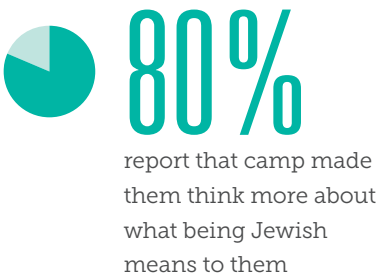 80%
report that camp made
them think more about
what being Jewish
means to them